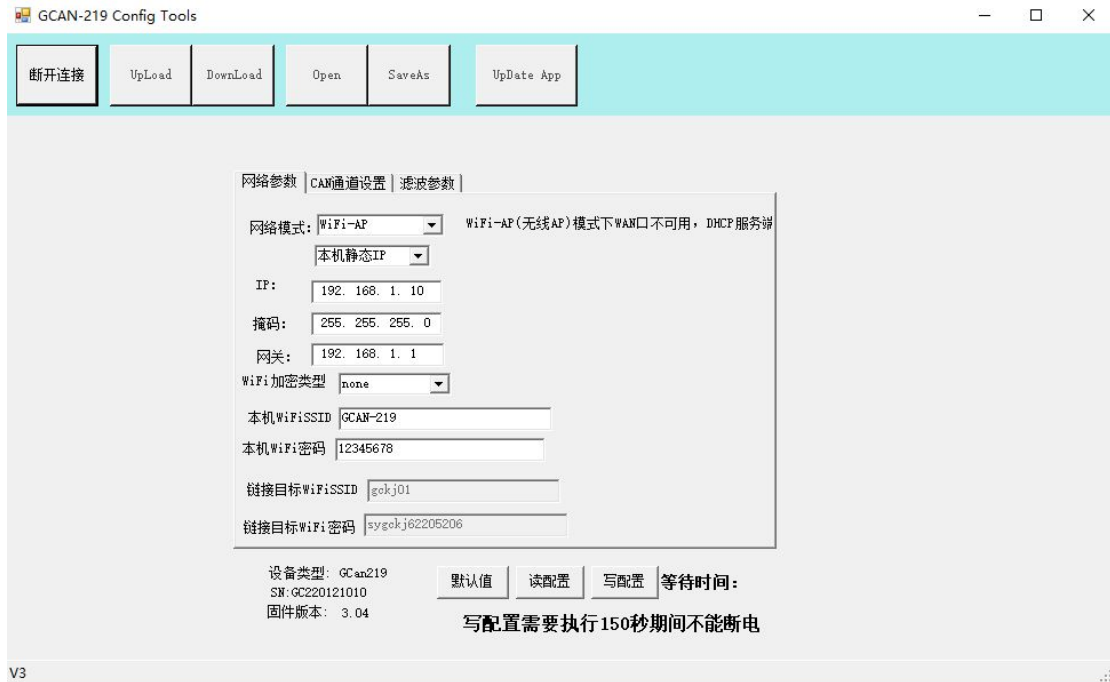 GCAN-219 Config Tools
断开连接 UpLoad DownLoad Open SaveAs UpDate App
网络参数 CAN通道设置 滤波参数
网络模式: WiFi-AP WiFi-AP(无线AP)模式下WAN口不可用，DHCP服务端
本机静态IP
IP: 192. 168. 1. 10
掩码: 255. 255. 255. 0
网关: 192. 168. 1. 1
WiFi加密类型 none
本机WiFiSSID GCAN-219
本机WiFi密码 12345678
链接目标WiFiSSID gckj01
链接目标WiFi密码 sygckj62205206
设备类型: GCan219
SN:GC220121010
固件版本: 3.04
默认值 读配置 写配置 等待时间:
写配置需要执行150秒期间不能断电
V3